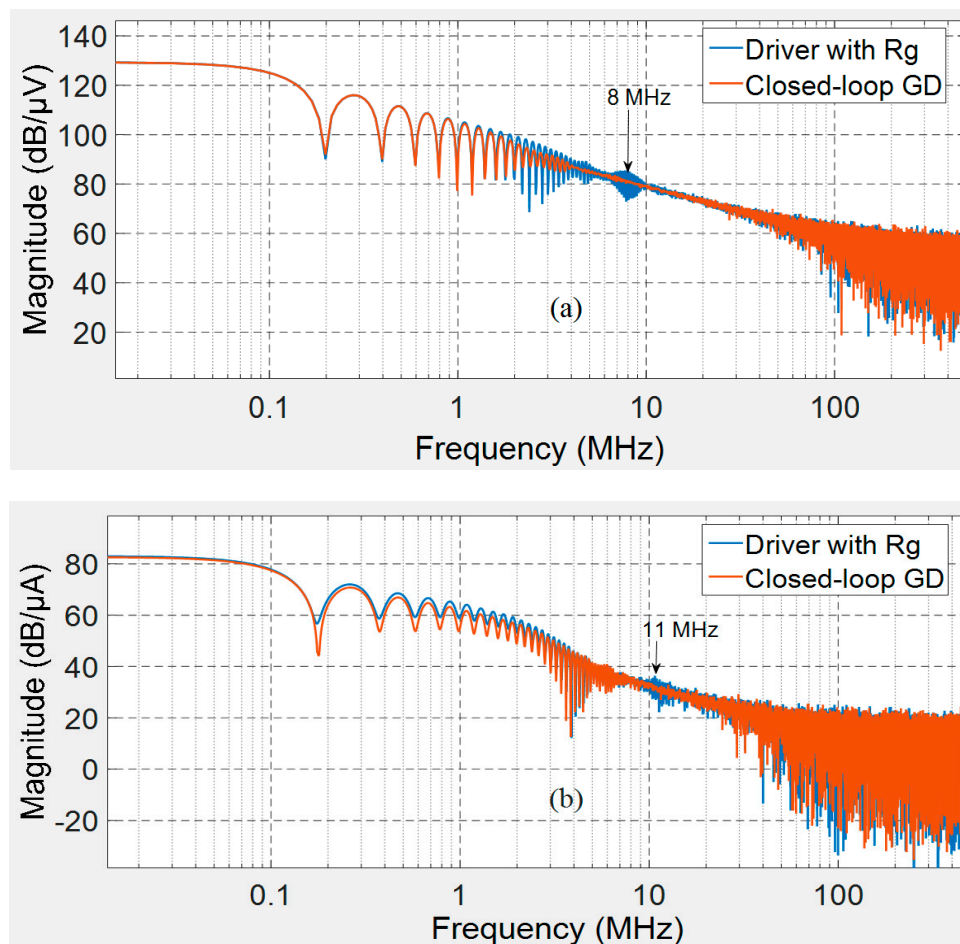 140
120
100
80
60
40
20
Magnitude (dB/μV)
Driver with Rg
Closed-loop GD
8 MHz
(a)
0.1
1
10
100
Frequency (MHz)
80
60
40
20
0
-20
Magnitude (dB/μA)
Driver with Rg
Closed-loop GD
11 MHz
(b)
0.1
1
10
100
Frequency (MHz)